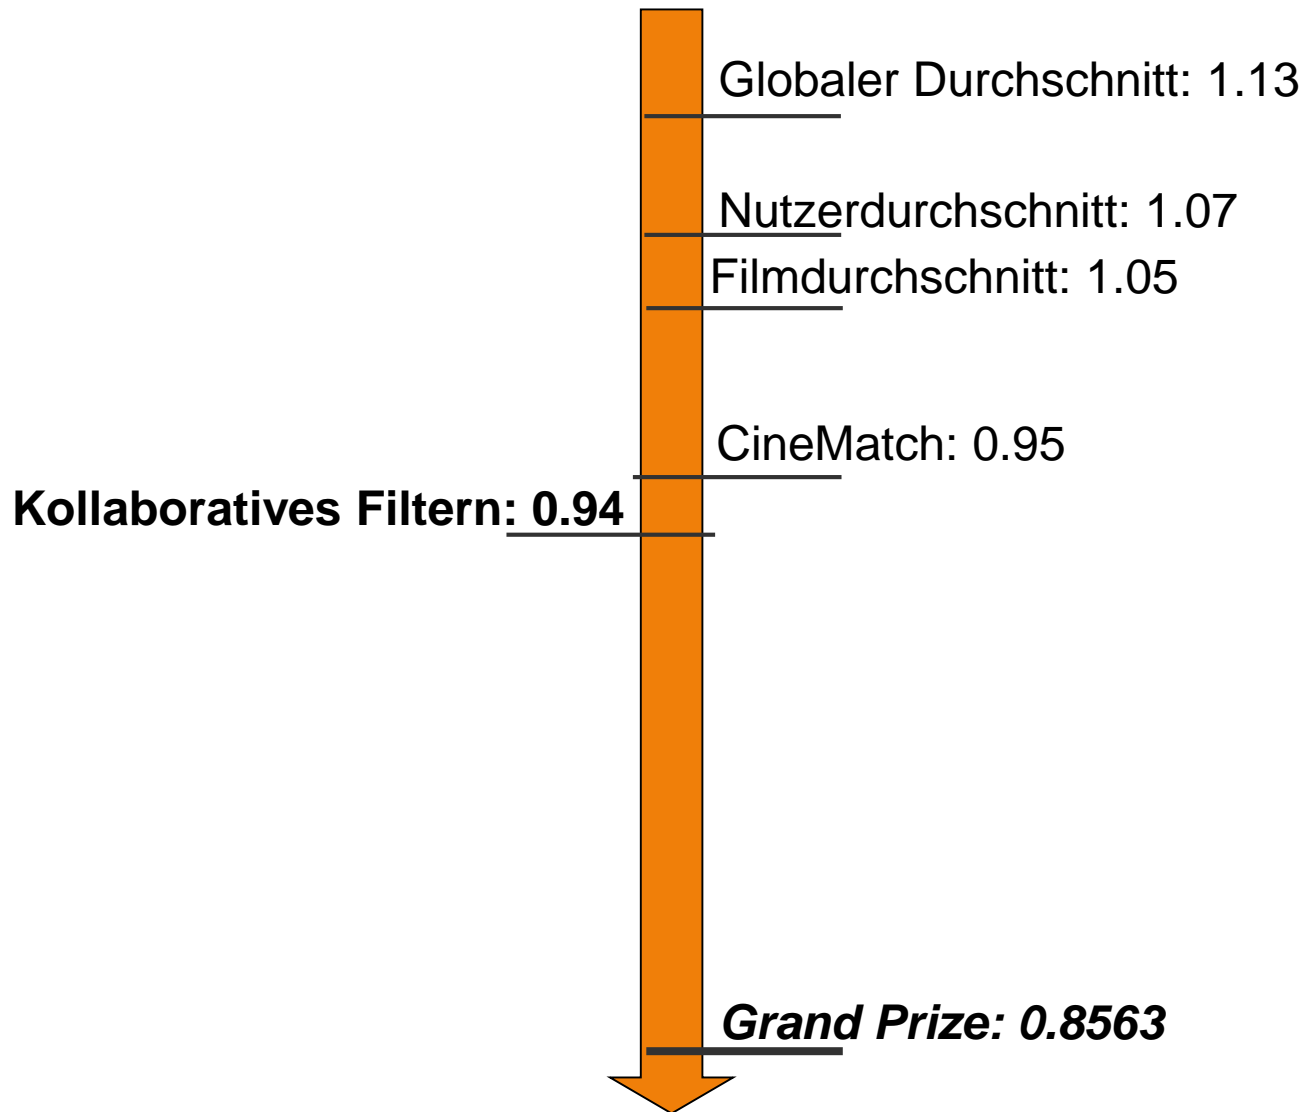 Globaler Durchschnitt: 1.13
Nutzerdurchschnitt: 1.07
Filmdurchschnitt: 1.05
CineMatch: 0.95
Kollaboratives Filtern: 0.94
Grand Prize: 0.8563